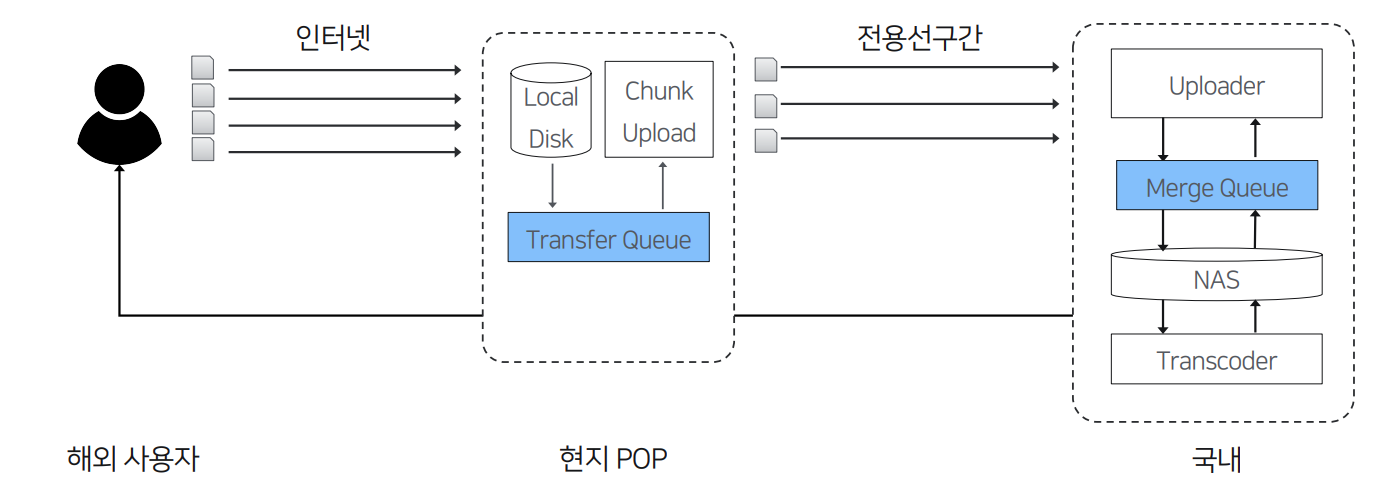 인터넷
전용선구간
Local
Disk
Chunk
Upload
Transfer Queue
Uploader
Merge Queue
NAS
Transcoder
해외 사용자
현지 POP
국내